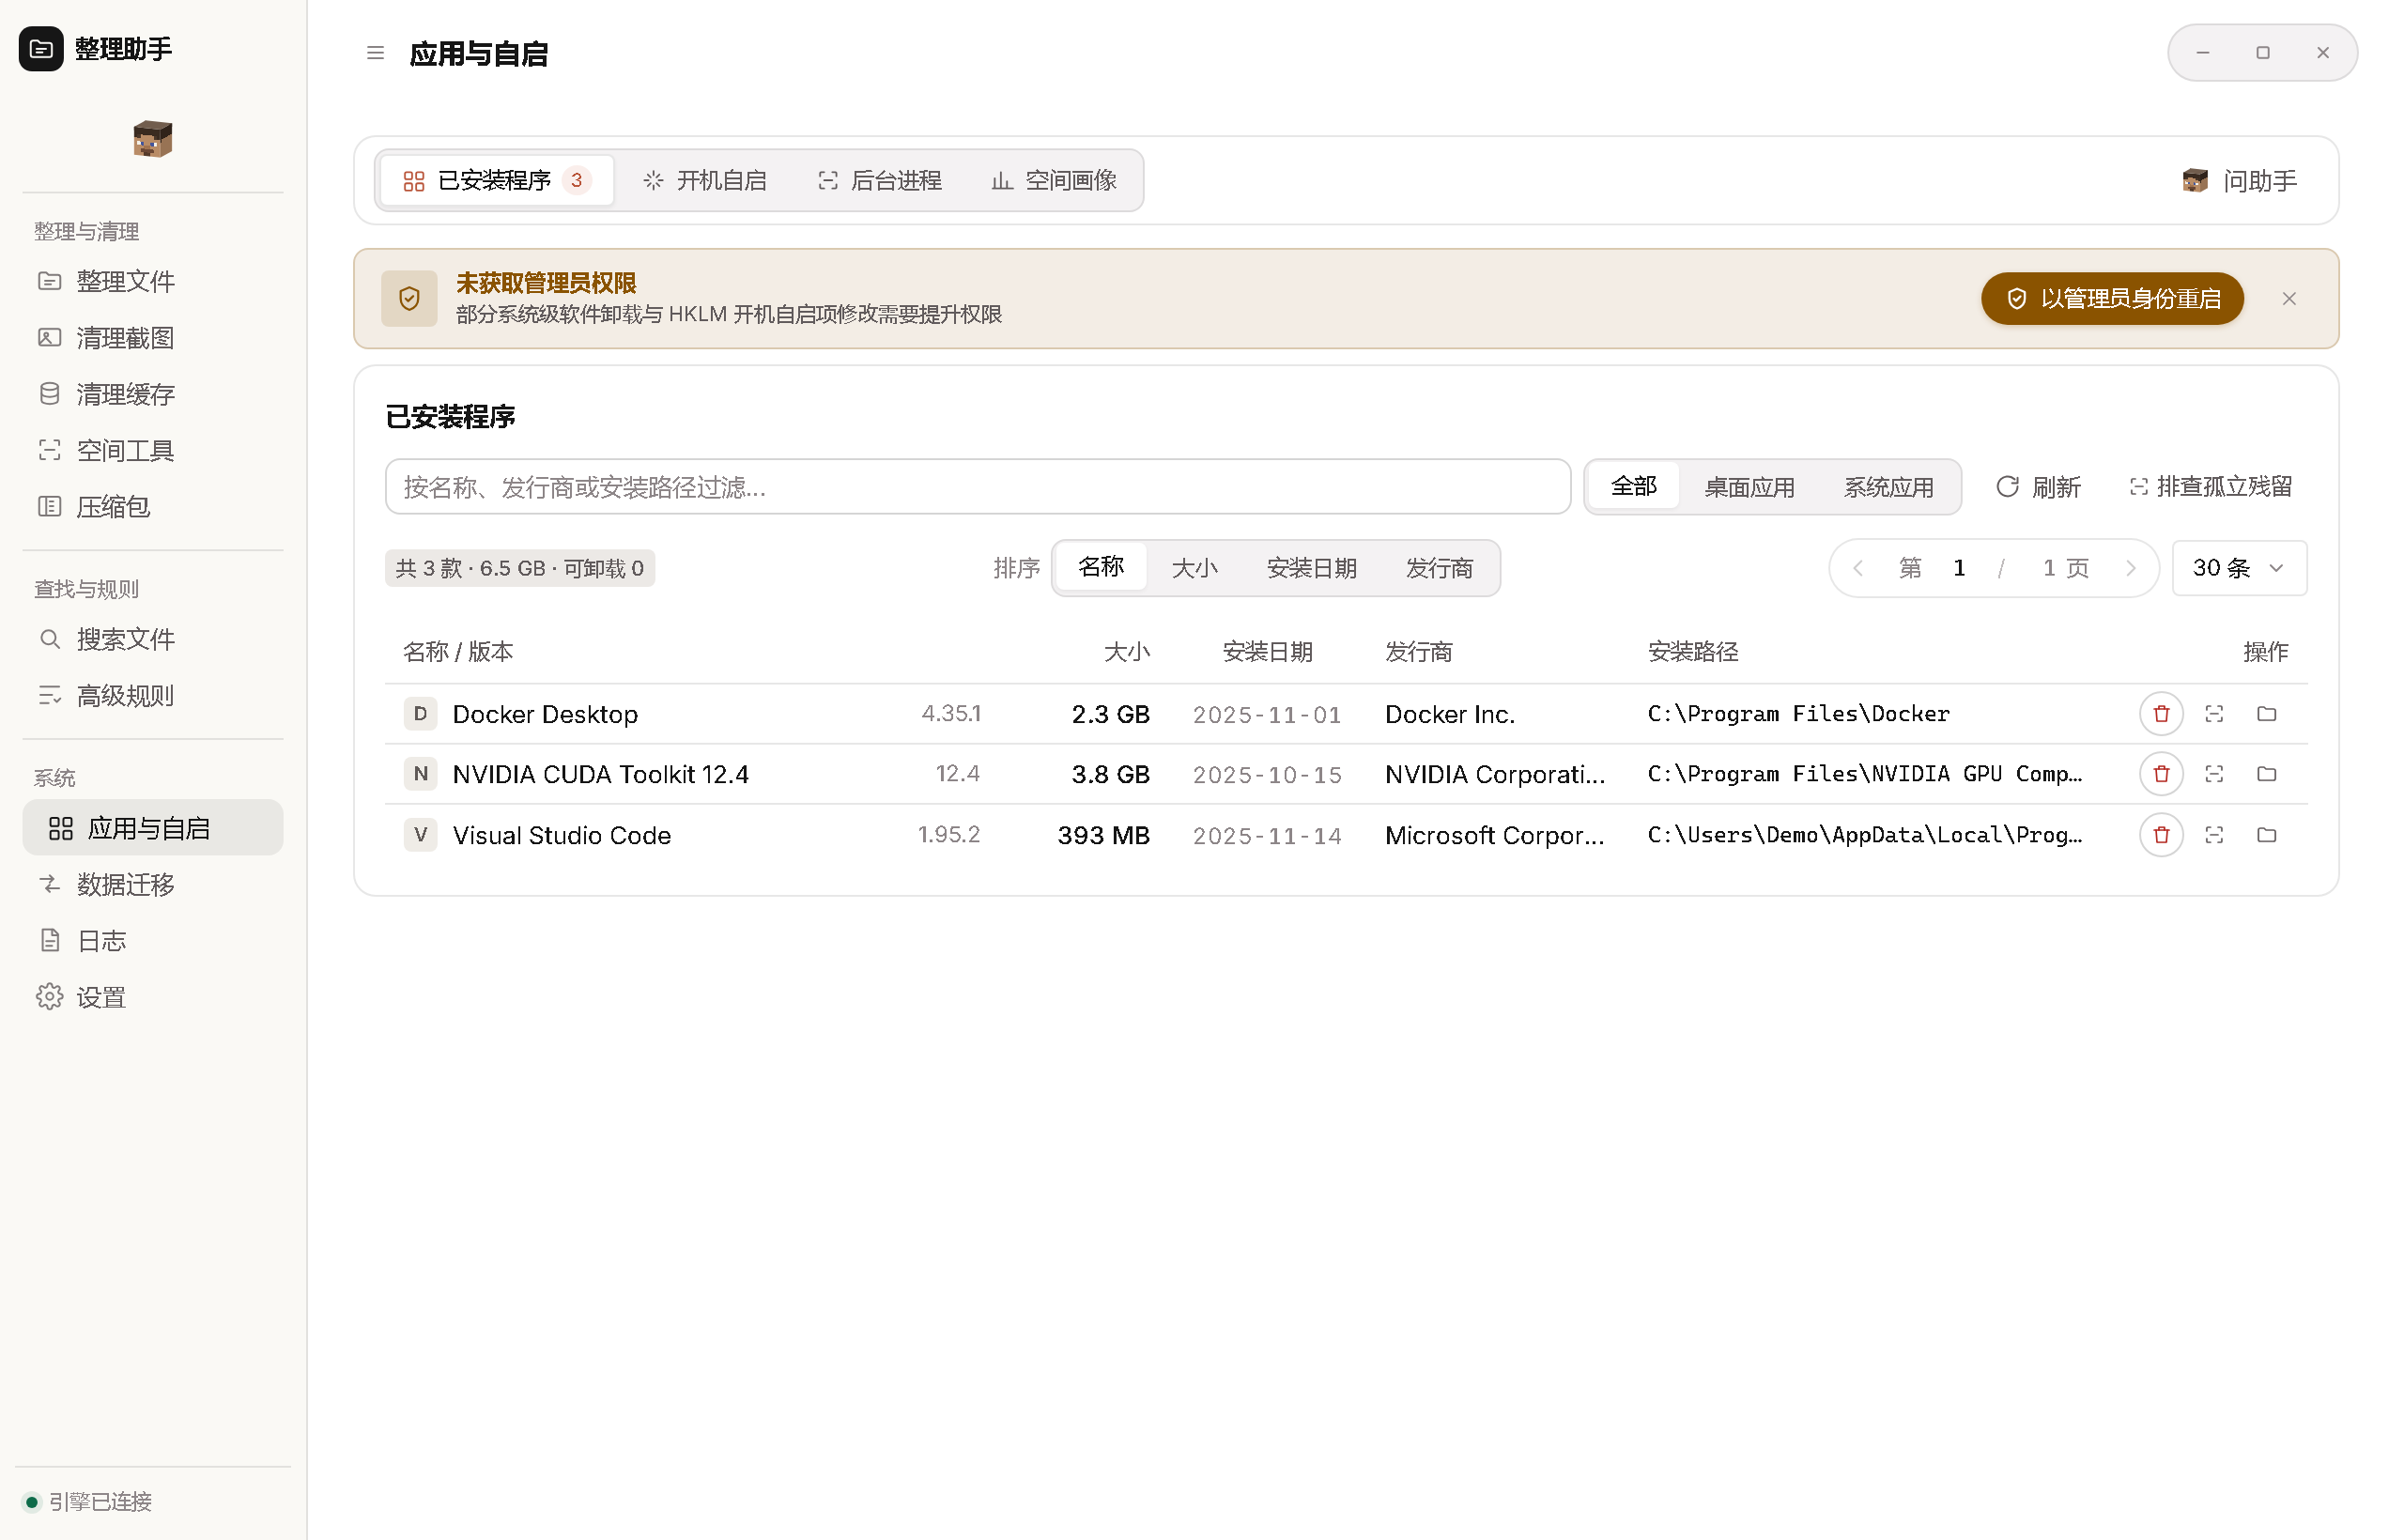 整理助手
整理与清理
整理文件
清理截图
清理缓存
空间工具
压缩包
查找与规则
搜索文件
高级规则
系统
应用与自启
数据迁移
日志
设置
引擎已连接
应用与自启
已安装程序 3 开机自启 后台进程 空间画像 问助手
未获取管理员权限
部分系统级软件卸载与 HKLM 开机自启项修改需要提升权限
以管理员身份重启
已安装程序
按名称、发行商或安装路径过滤... 全部 桌面应用 系统应用 刷新 排查孤立残留
共 3 款 · 6.5 GB · 可卸载 0 排序 名称 大小 安装日期 发行商 第 1 / 1 页 30 条
名称 / 版本 大小 安装日期 发行商 安装路径 操作
D Docker Desktop 4.35.1 2.3 GB 2025-11-01 Docker Inc. C:\Program Files\Docker
N NVIDIA CUDA Toolkit 12.4 12.4 3.8 GB 2025-10-15 NVIDIA Corporati... C:\Program Files\NVIDIA GPU Comp…
V Visual Studio Code 1.95.2 393 MB 2025-11-14 Microsoft Corpor... C:\Users\Demo\AppData\Local\Prog…